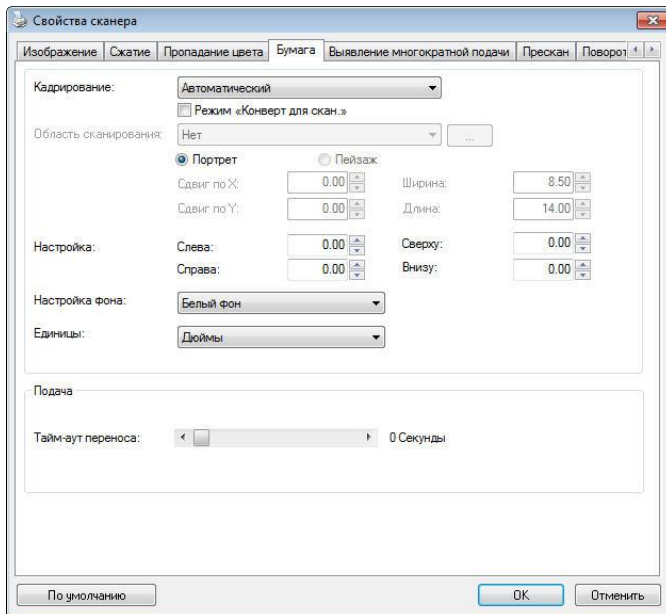 Свойства сканера
Изображение Сжатие Пропадание цвета Бумага Выявление многократной подачи Прескан Поворот
Кадрирование: Автоматический
Режим «Конверт для скан.»
Область сканирования: Нет ...
Портрет Пейзаж
Сдвиг по X: 0.00 Ширина: 8.50
Сдвиг по Y: 0.00 Длина: 14.00
Настройка: Слева: 0.00 Сверху: 0.00
Справа: 0.00 Внизу: 0.00
Настройка фона: Белый фон
Единицы: Дюймы
Подача
Тайм-аут переноса: 0 Секунды
По умолчанию OK Отменить